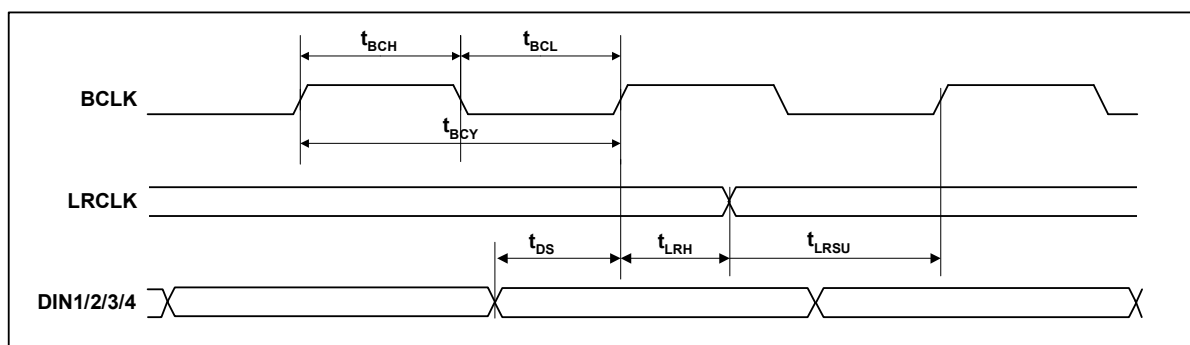 tBCH
tBCL
BCLK
tBCY
LRCLK
tDS
tLRH
tLRSU
DIN1/2/3/4